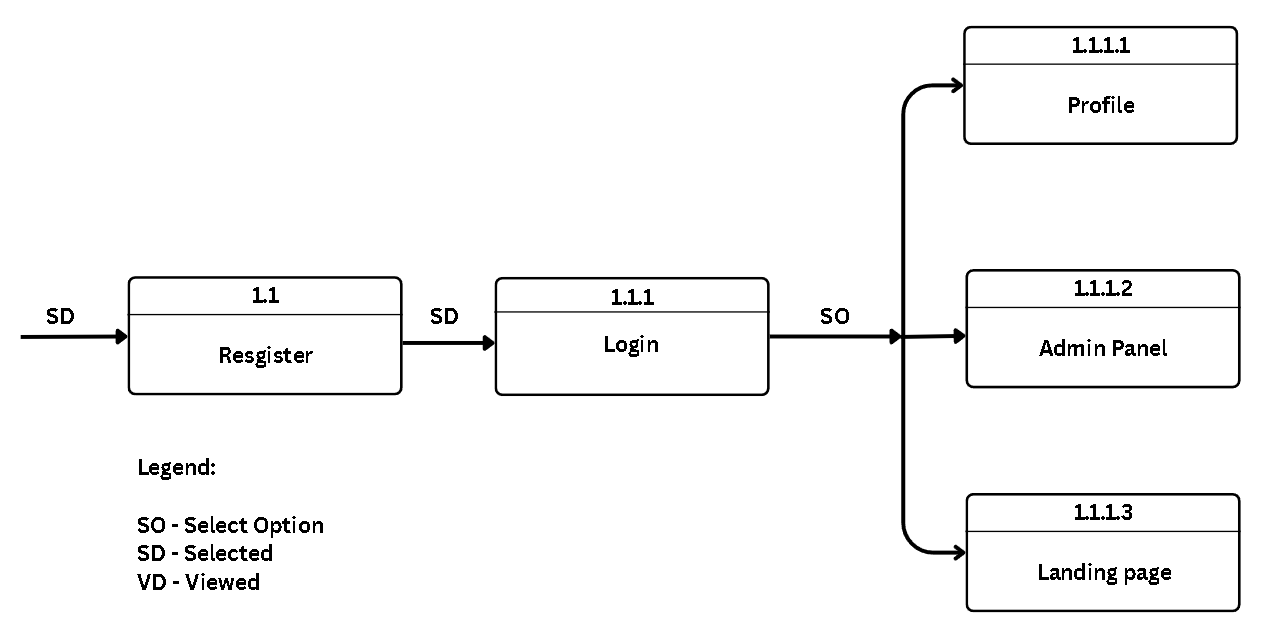 1.1.1.1
Profile
SD
1.1
Resgister
SD
1.1.1
Login
SO
1.1.1.2
Admin Panel
1.1.1.3
Landing page
Legend:
SO - Select Option
SD - Selected
VD - Viewed